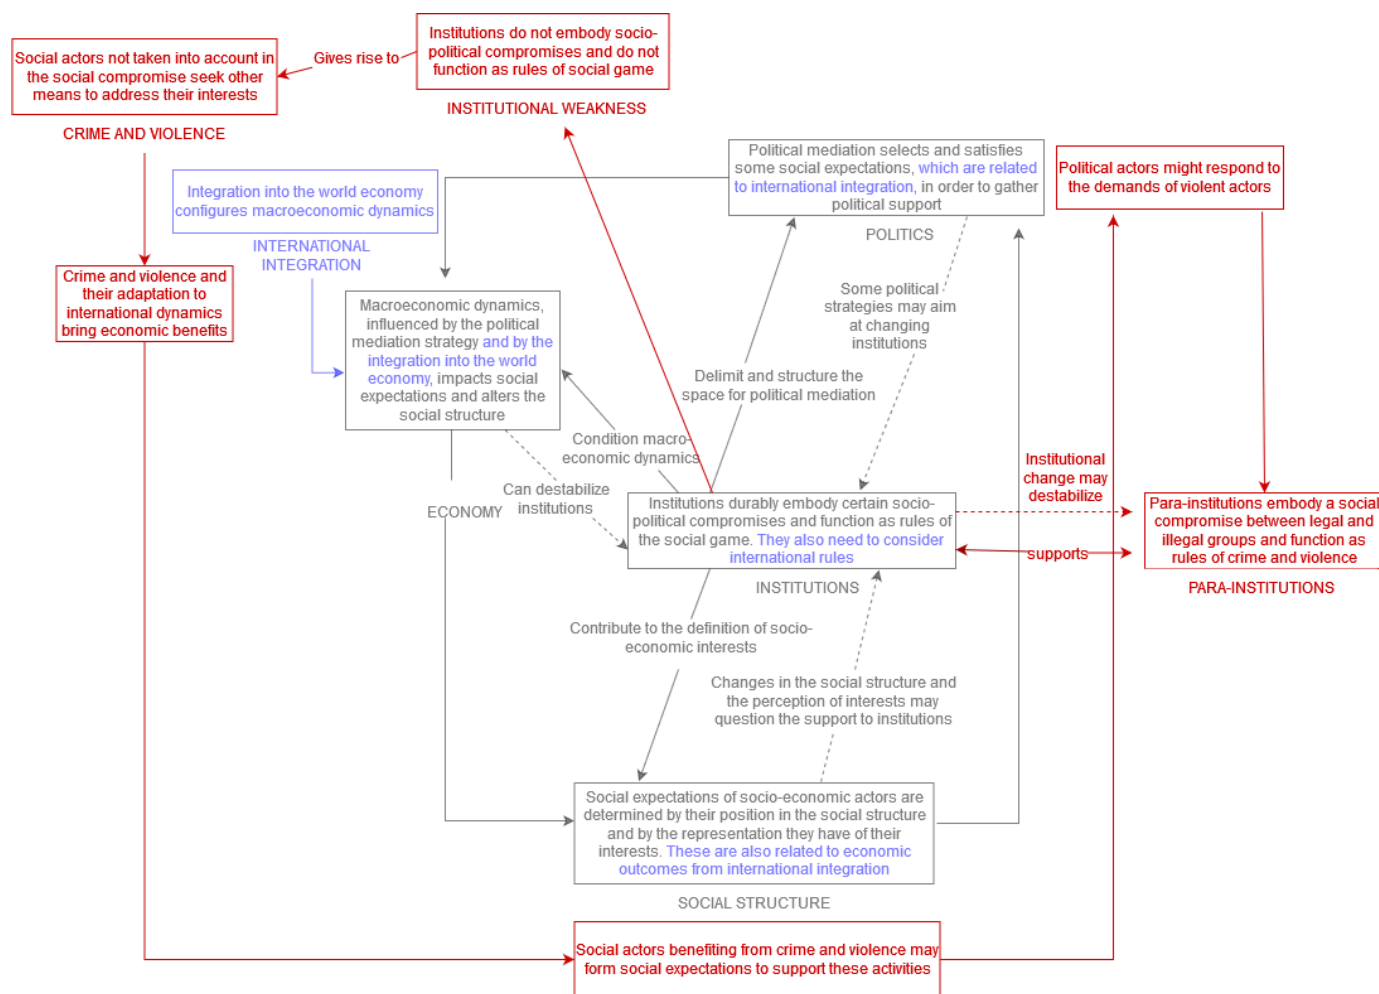 Institutions do not embody socio-
political compromises and do not
function as rules of social game
INSTITUTIONAL WEAKNESS
Gives rise to
Social actors not taken into account in
the social compromise seek other
means to address their interests
CRIME AND VIOLENCE
Integration into the world economy
configures macroeconomic dynamics
INTERNATIONAL
INTEGRATION
Political mediation selects and satisfies
some social expectations, which are related
to international integration, in order to gather
political support
POLITICS
Political actors might respond to
the demands of violent actors
Crime and violence and
their adaptation to
international dynamics
bring economic benefits
Macroeconomic dynamics,
influenced by the political
mediation strategy and by the
integration into the world
economy, impacts social
expectations and alters the
social structure
Some political
strategies may aim
at changing
institutions
Delimit and structure the
space for political mediation
Condition macro-
economic dynamics
Can destabilize
institutions
ECONOMY
Institutions durably embody certain socio-
political compromises and function as rules of
the social game. They also need to consider
international rules
INSTITUTIONS
Institutional
change may
destabilize
supports
Para-institutions embody a social
compromise between legal and
illegal groups and function as
rules of crime and violence
PARA-INSTITUTIONS
Contribute to the definition of socio-
economic interests
Changes in the social structure and
the perception of interests may
question the support to institutions
Social expectations of socio-economic actors are
determined by their position in the social structure
and by the representation they have of their
interests. These are also related to economic
outcomes from international integration
SOCIAL STRUCTURE
Social actors benefiting from crime and violence may
form social expectations to support these activities